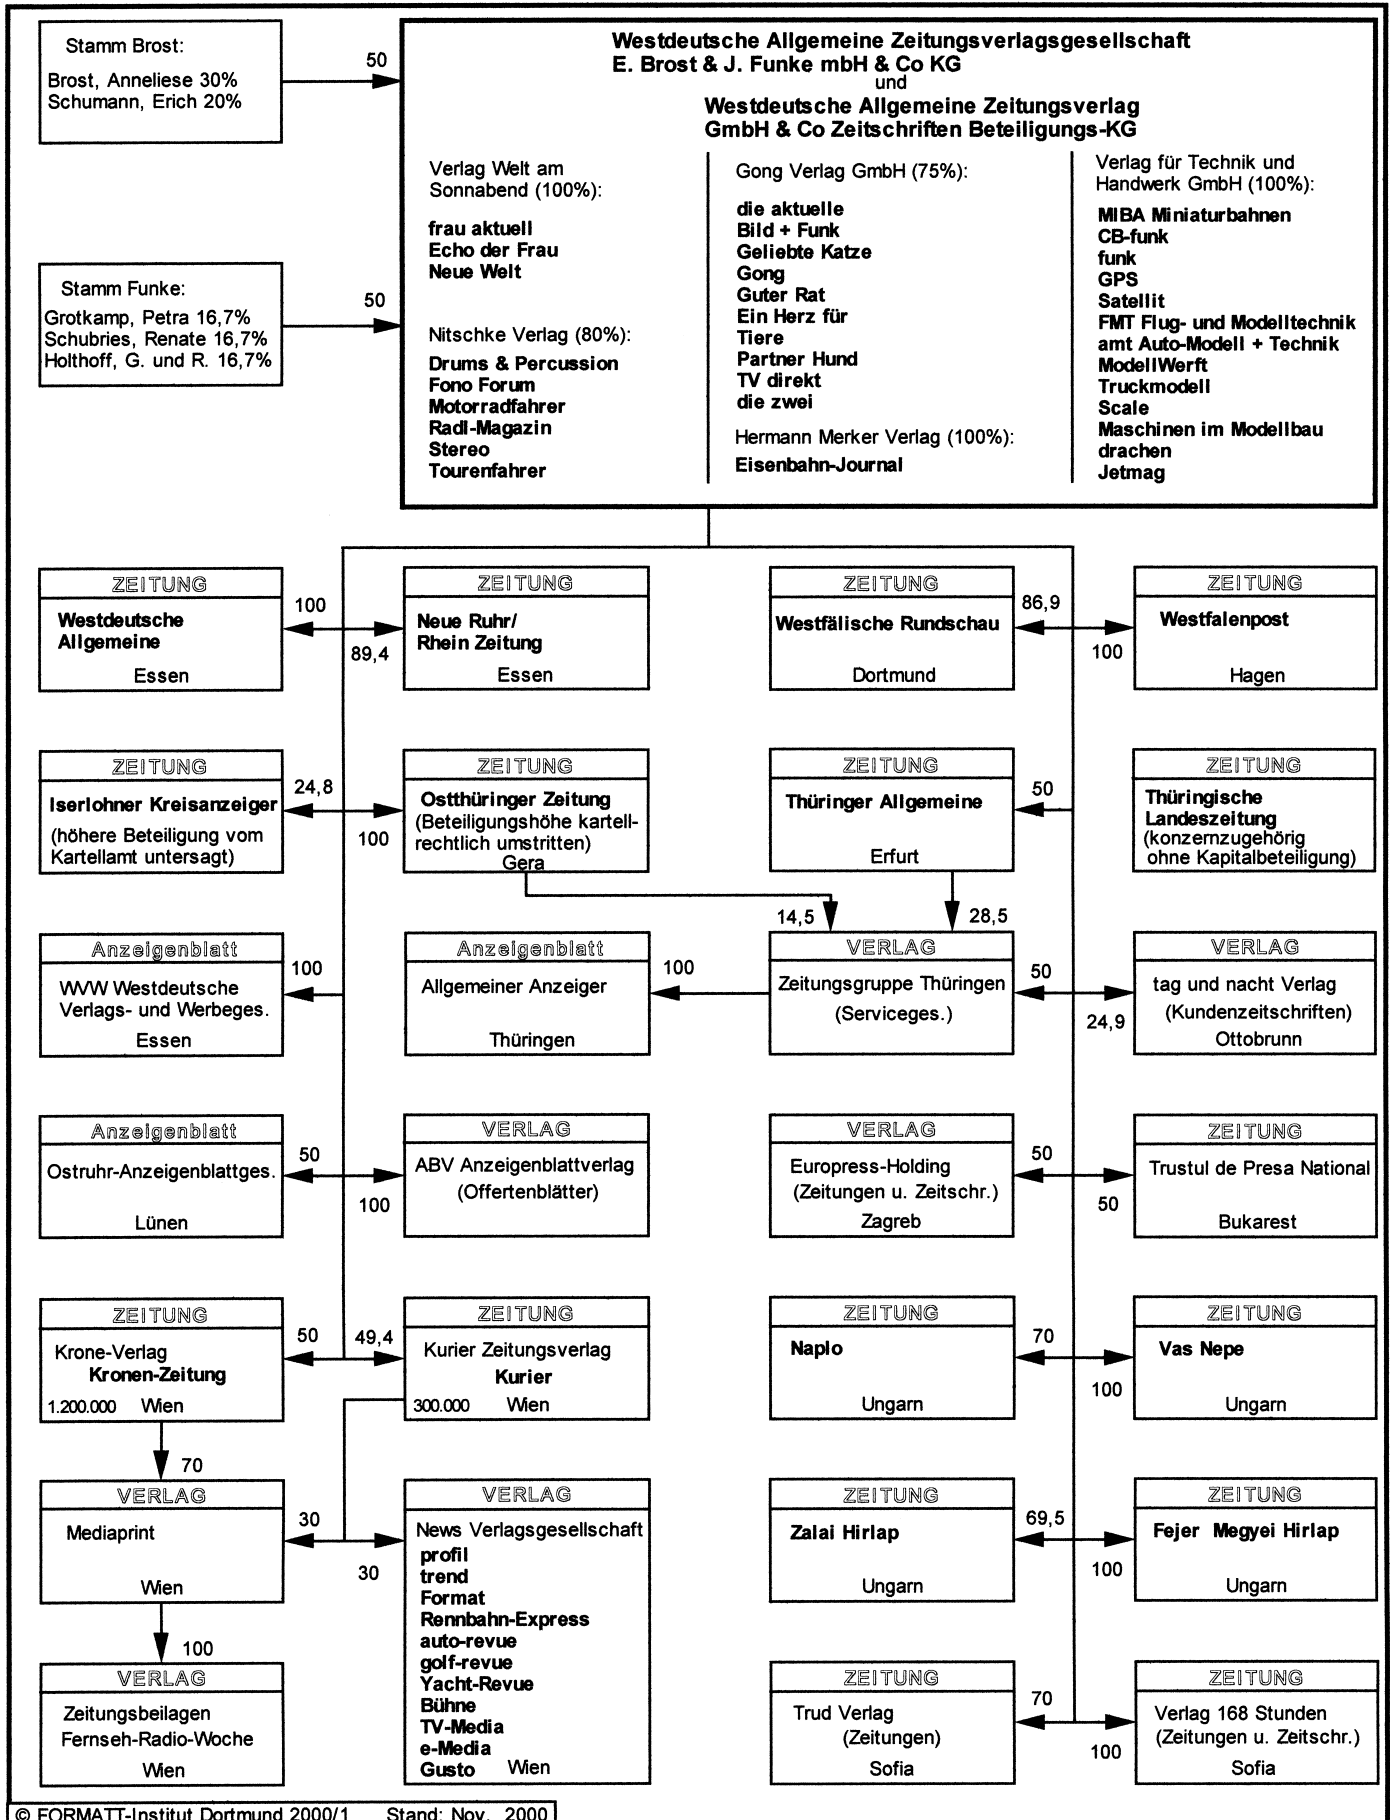 Stamm Brost:
Brost, Anneliese 30%
Schumann, Erich 20%
50
Westdeutsche Allgemeine Zeitungsverlagsgesellschaft
E. Brost & J. Funke mbH & Co KG
und
Westdeutsche Allgemeine Zeitungsverlag
GmbH & Co Zeitschriften Beteiligungs-KG
Stamm Funke:
Grotkamp, Petra 16,7%
Schubries, Renate 16,7%
Holthoff, G. und R. 16,7%
50
Verlag Welt am
Sonnabend (100%):
frau aktuell
Echo der Frau
Neue Welt
Nitschke Verlag (80%):
Drums & Percussion
Fono Forum
Motorradfahrer
Radl-Magazin
Stereo
Tourenfahrer
Gong Verlag GmbH (75%):
die aktuelle
Bild + Funk
Geliebte Katze
Gong
Guter Rat
Ein Herz für
Tiere
Partner Hund
TV direkt
die zwei
Hermann Merker Verlag (100%):
Eisenbahn-Journal
Verlag für Technik und
Handwerk GmbH (100%):
MIBA Miniaturbahnen
CB-funk
funk
GPS
Satellit
FMT Flug- und Modelltechnik
amt Auto-Modell + Technik
ModellWerft
Truckmodell
Scale
Maschinen im Modellbau
drachen
Jetmag
ZEITUNG
Westdeutsche
Allgemeine
Essen
100
89,4
ZEITUNG
Neue Ruhr/
Rhein Zeitung
Essen
ZEITUNG
Westfälische Rundschau
Dortmund
86,9
100
ZEITUNG
Westfalenpost
Hagen
ZEITUNG
Iserlohner Kreisanzeiger
(höhere Beteiligung vom
Kartellamt untersagt)
24,8
100
ZEITUNG
Ostthüringer Zeitung
(Beteiligungshöhe kartell-
rechtlich umstritten)
Gera
ZEITUNG
Thüringer Allgemeine
Erfurt
50
ZEITUNG
Thüringische
Landeszeitung
(konzernzugehörig
ohne Kapitalbeteiligung)
14,5
28,5
Anzeigenblatt
WVW Westdeutsche
Verlags- und Werbeges.
Essen
100
Anzeigenblatt
Allgemeiner Anzeiger
Thüringen
100
VERLAG
Zeitungsgruppe Thüringen
(Serviceges.)
50
24,9
VERLAG
tag und nacht Verlag
(Kundenzeitschriften)
Ottobrunn
Anzeigenblatt
Ostruhr-Anzeigenblattges.
Lünen
50
100
VERLAG
ABV Anzeigenblattverlag
(Offertenblätter)
VERLAG
Europress-Holding
(Zeitungen u. Zeitschr.)
Zagreb
50
50
ZEITUNG
Trustul de Presa National
Bukarest
ZEITUNG
Krone-Verlag
Kronen-Zeitung
1.200.000 Wien
50
49,4
ZEITUNG
Kurier Zeitungsverlag
Kurier
300.000 Wien
ZEITUNG
Naplo
Ungarn
70
100
ZEITUNG
Vas Nepe
Ungarn
70
VERLAG
Mediaprint
Wien
30
30
VERLAG
News Verlagsgesellschaft
profil
trend
Format
Rennbahn-Express
auto-revue
golf-revue
Yacht-Revue
Bühne
TV-Media
e-Media
Gusto Wien
ZEITUNG
Zalai Hirlap
Ungarn
69,5
100
ZEITUNG
Fejer Megyei Hirlap
Ungarn
100
VERLAG
Zeitungsbeilagen
Fernseh-Radio-Woche
Wien
ZEITUNG
Trud Verlag
(Zeitungen)
Sofia
70
100
ZEITUNG
Verlag 168 Stunden
(Zeitungen u. Zeitschr.)
Sofia
© FORMATT-Institut Dortmund 2000/1 Stand: Nov. 2000